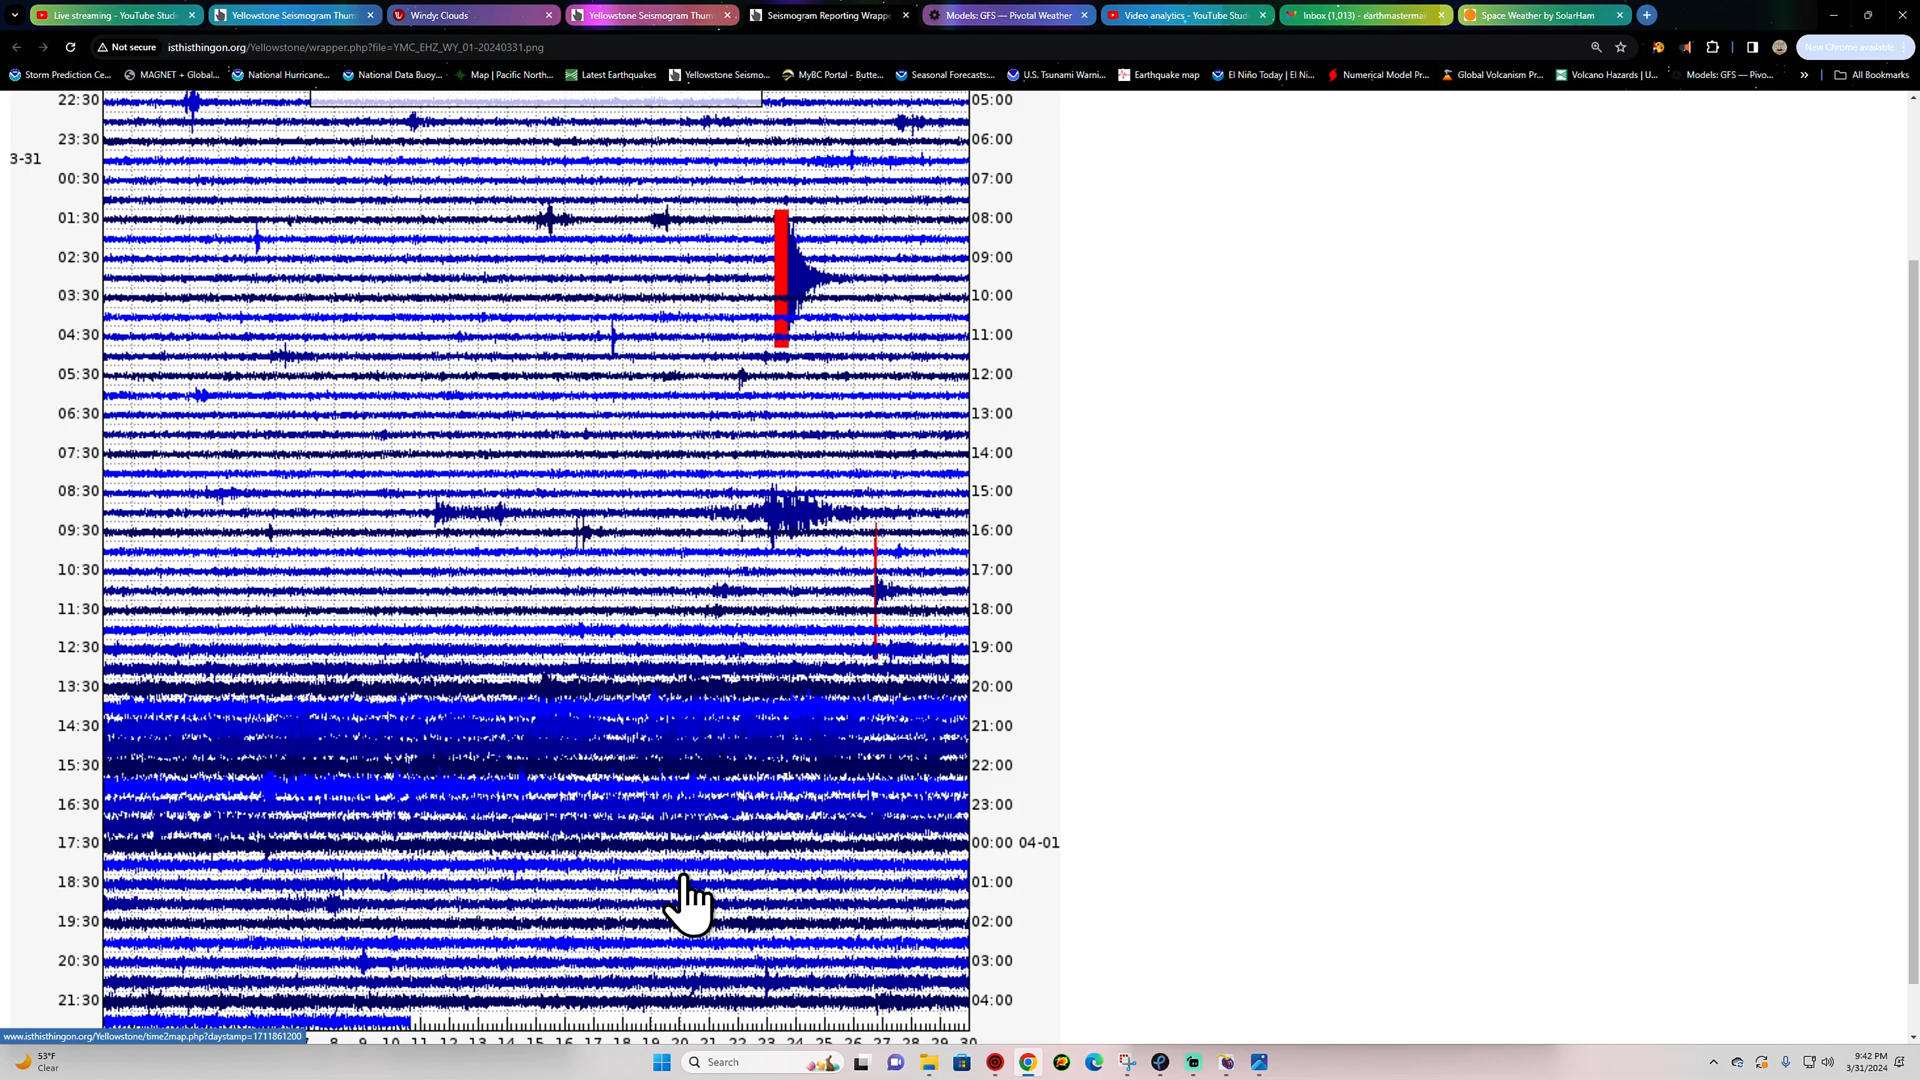 Live streaming - YouTube Stud
Yellowstone Seismogram Thum
Windy: Clouds
Yellowstone Seismogram Thum
Seismogram Reporting Wrappe
Models: GFS — Pivotal Weather
Video analytics - YouTube Stud
Inbox (1,013) - earthmastermai
Space Weather by SolarHam
Not secure
isthisthingon.org/Yellowstone/wrapper.php?file=YMC_EHZ_WY_01-20240331.png
New Chrome available
Storm Prediction Ce...
MAGNET + Global...
National Hurricane...
National Data Buoy...
Map | Pacific North...
Latest Earthquakes
Yellowstone Seismo...
MyBC Portal - Butte...
Seasonal Forecasts:...
U.S. Tsunami Warni...
Earthquake map
El Niño Today | El Ni...
Numerical Model Pr...
Global Volcanism Pr...
Volcano Hazards | U...
Models: GFS — Pivo...
All Bookmarks
22:30 05:00
23:30 06:00
3-31
00:30 07:00
01:30 08:00
02:30 09:00
03:30 10:00
04:30 11:00
05:30 12:00
06:30 13:00
07:30 14:00
08:30 15:00
09:30 16:00
10:30 17:00
11:30 18:00
12:30 19:00
13:30 20:00
14:30 21:00
15:30 22:00
16:30 23:00
17:30 00:00 04-01
18:30 01:00
19:30 02:00
20:30 03:00
21:30 04:00
www.isthisthingon.org/Yellowstone/time2map.php?daystamp=1711861200
8 9 10 11 12 13 14 15 16 17 18 19 20 21 22 23 24 25 26 27 28 29 30
53°F
Clear
Search
9:42 PM
3/31/2024